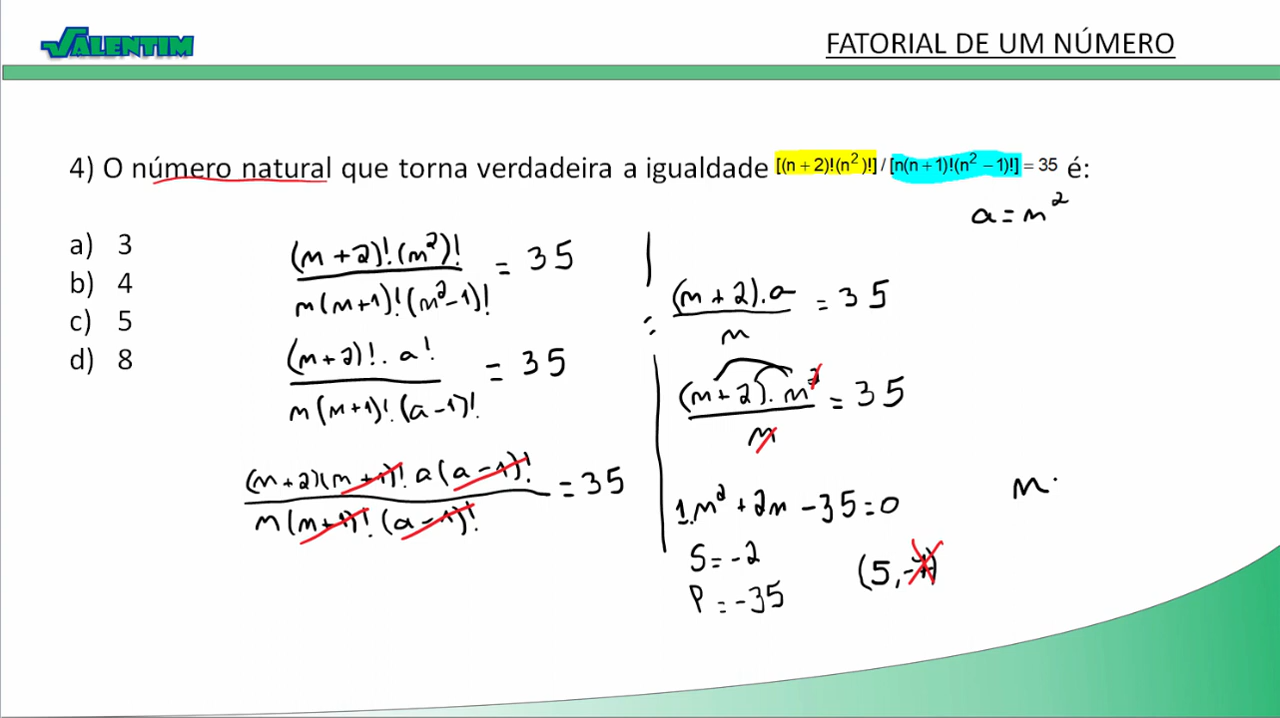 VALENTIM
FATORIAL DE UM NÚMERO
4) O número natural que torna verdadeira a igualdade [(n + 2)!(n²)!] / [n(n + 1)!(n² – 1)!] = 35 é:
a = n²
a) 3
b) 4
c) 5
d) 8
(n+2)!(n²)! / n(n+1)!(n²-1)! = 35
(n+2)!. a! / n(n+1)!(a-1)! = 35
(n+2)(n+1)! a(a-1)! / n(n+1)!(a-1)! = 35
= (n+2).a / n = 35
(n+2).n² / n = 35
1.n² + 2n - 35 = 0
S = -2
P = -35
(5,-7)
n.